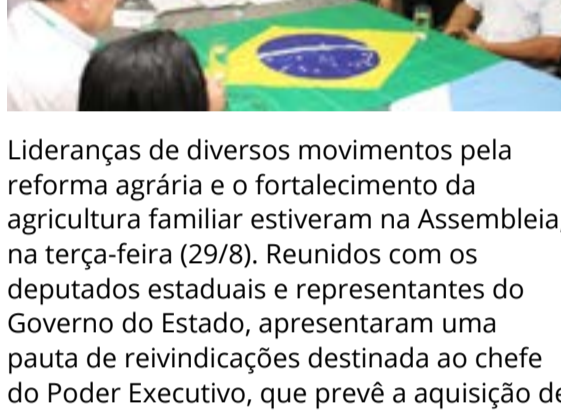 Lideranças de diversos movimentos pela
reforma agrária e o fortalecimento da
agricultura familiar estiveram na Assembleia,
na terça-feira (29/8). Reunidos com os
deputados estaduais e representantes do
Governo do Estado, apresentaram uma
pauta de reivindicações destinada ao chefe
do Poder Executivo, que prevê a aquisição de